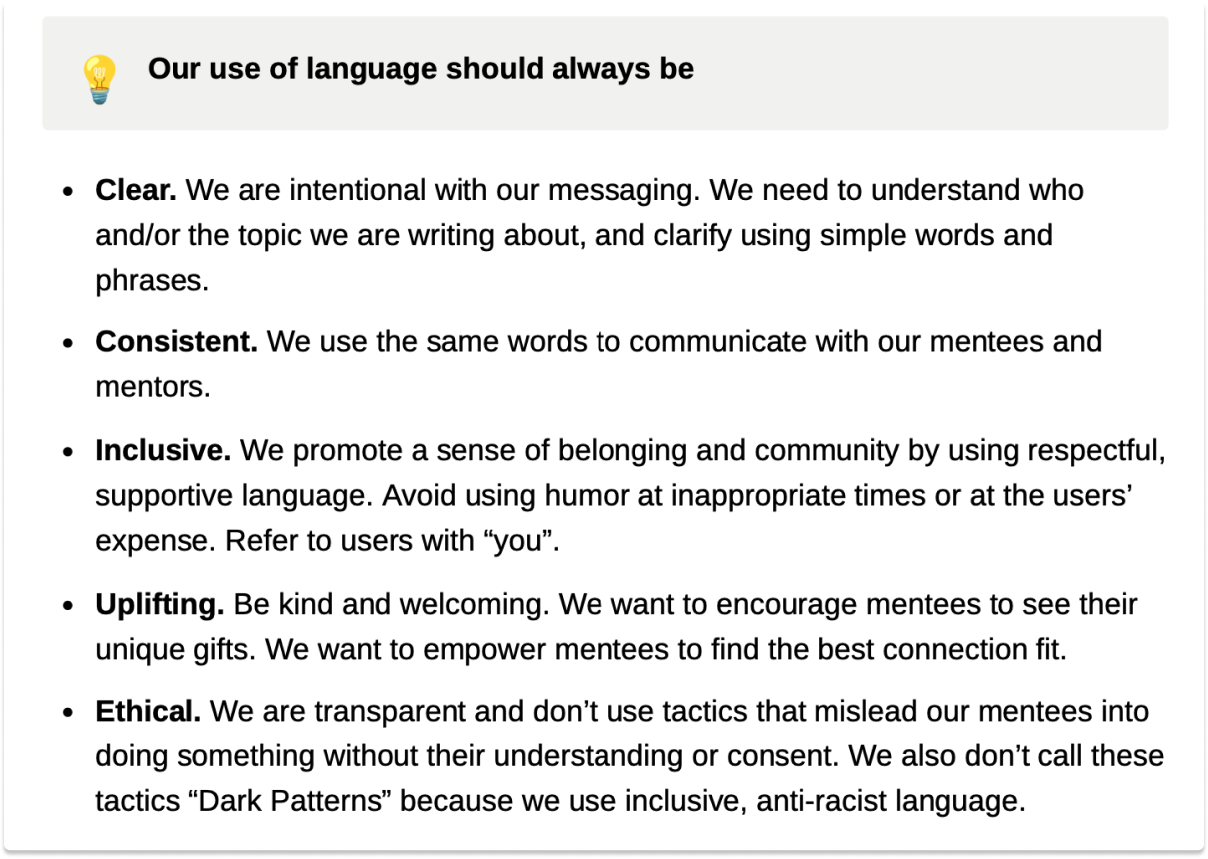 Our use of language should always be
• Clear. We are intentional with our messaging. We need to understand who
and/or the topic we are writing about, and clarify using simple words and
phrases.
• Consistent. We use the same words to communicate with our mentees and
mentors.
• Inclusive. We promote a sense of belonging and community by using respectful,
supportive language. Avoid using humor at inappropriate times or at the users’
expense. Refer to users with “you”.
• Uplifting. Be kind and welcoming. We want to encourage mentees to see their
unique gifts. We want to empower mentees to find the best connection fit.
• Ethical. We are transparent and don’t use tactics that mislead our mentees into
doing something without their understanding or consent. We also don’t call these
tactics “Dark Patterns” because we use inclusive, anti-racist language.